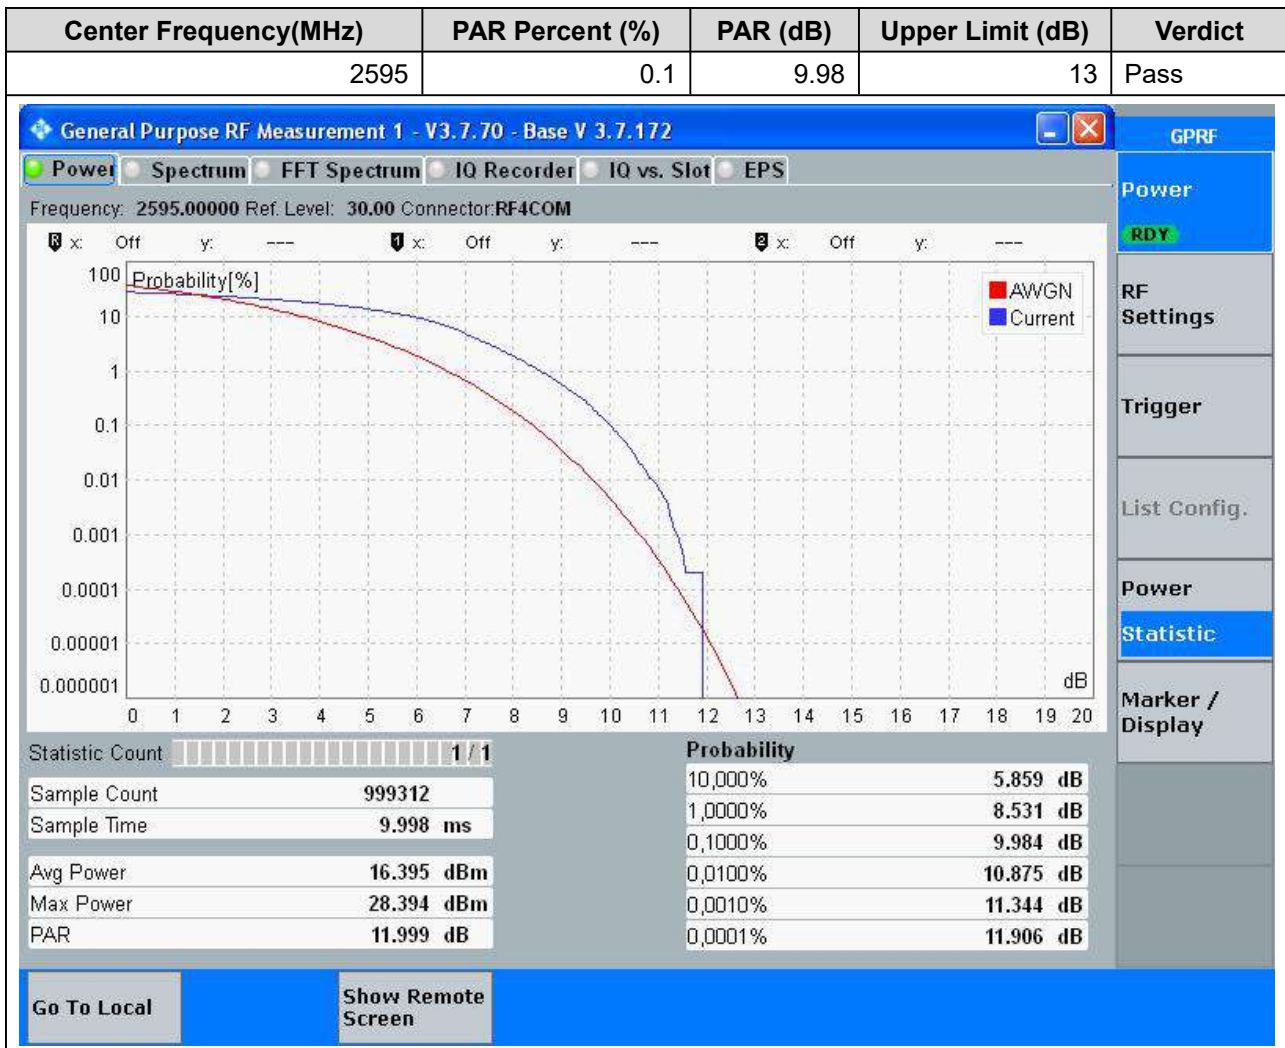 Center Frequency(MHz) PAR Percent (%) PAR (dB) Upper Limit (dB) Verdict
2595 0.1 9.98 13 Pass
General Purpose RF Measurement 1 - V3.7.70 - Base V 3.7.172
GPRF
Power Spectrum FFT Spectrum IQ Recorder IQ vs. Slot EPS
Power
RDY
Frequency: 2595.00000 Ref. Level: 30.00 Connector:RF4COM
R x: Off y: --- 1 x: Off y: --- 2 x: Off y: ---
Probability[%]
AWGN
Current
100
10
1
0.1
0.01
0.001
0.0001
0.00001
0.000001
dB
0 1 2 3 4 5 6 7 8 9 10 11 12 13 14 15 16 17 18 19 20
RF
Settings
Trigger
List Config.
Power
Statistic
Marker /
Display
Statistic Count 1 / 1
Sample Count 999312
Sample Time 9.998 ms
Avg Power 16.395 dBm
Max Power 28.394 dBm
PAR 11.999 dB
Probability
10,000% 5.859 dB
1,0000% 8.531 dB
0,1000% 9.984 dB
0,0100% 10.875 dB
0,0010% 11.344 dB
0,0001% 11.906 dB
Go To Local
Show Remote
Screen